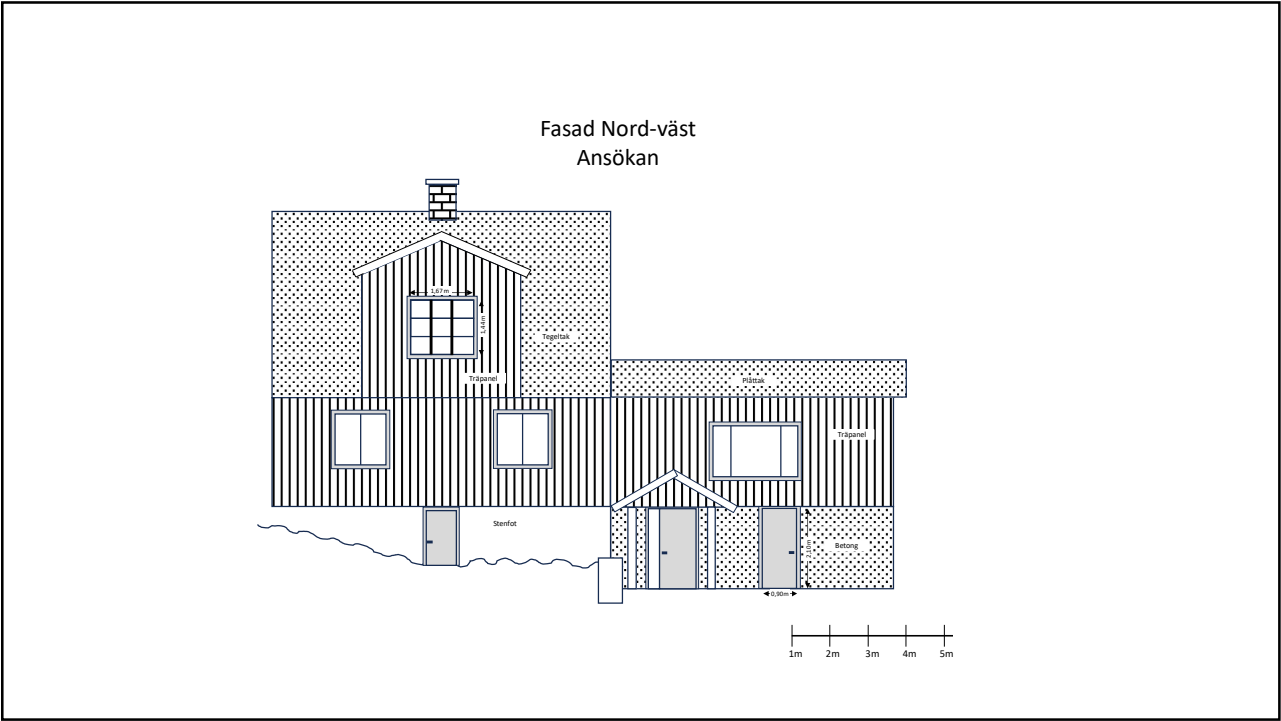 Fasad Nord-väst
Ansökan
1,67m
1,44m
Tegeltak
Träpanel
Plåttak
Träpanel
Stenfot
2,10m
Betong
0,90m
1m 2m 3m 4m 5m